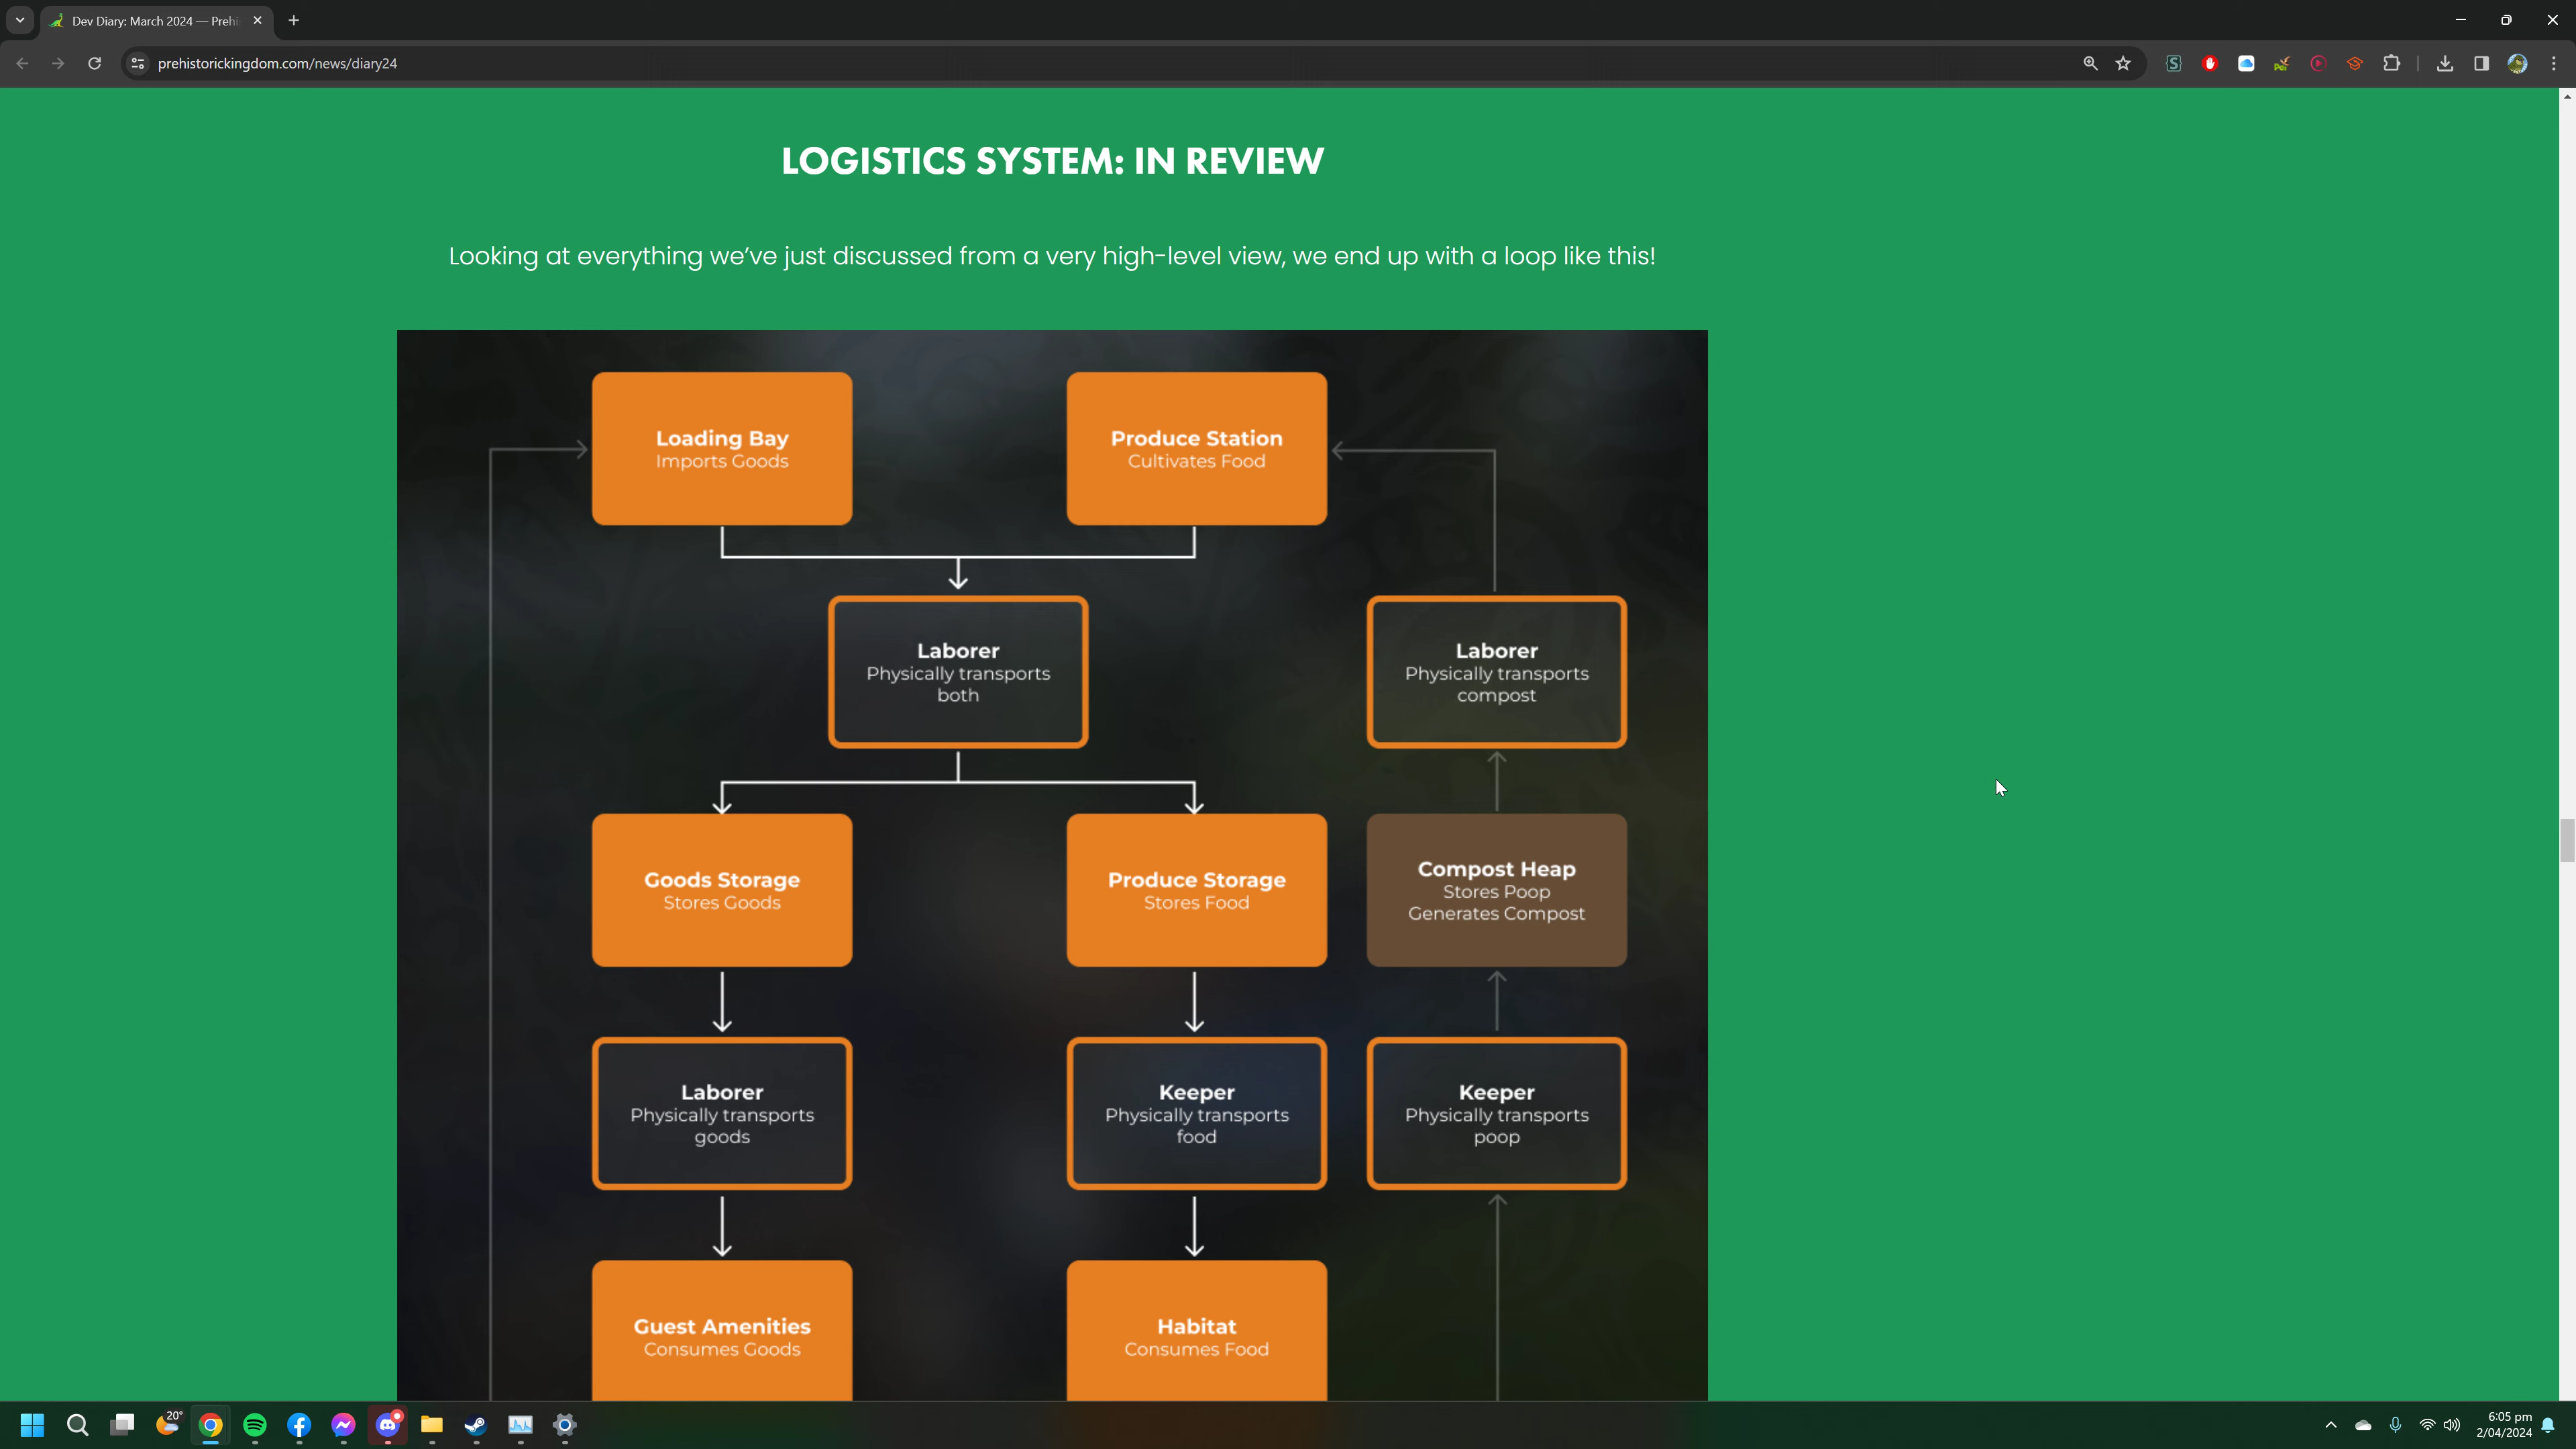 Dev Diary: March 2024 — Prehi
prehistorickingdom.com/news/diary24
LOGISTICS SYSTEM: IN REVIEW
Looking at everything we've just discussed from a very high-level view, we end up with a loop like this!
Loading Bay
Imports Goods
Produce Station
Cultivates Food
Laborer
Physically transports
both
Laborer
Physically transports
compost
Goods Storage
Stores Goods
Produce Storage
Stores Food
Compost Heap
Stores Poop
Generates Compost
Laborer
Physically transports
goods
Keeper
Physically transports
food
Keeper
Physically transports
poop
Guest Amenities
Consumes Goods
Habitat
Consumes Food
20°
6:05 pm
2/04/2024